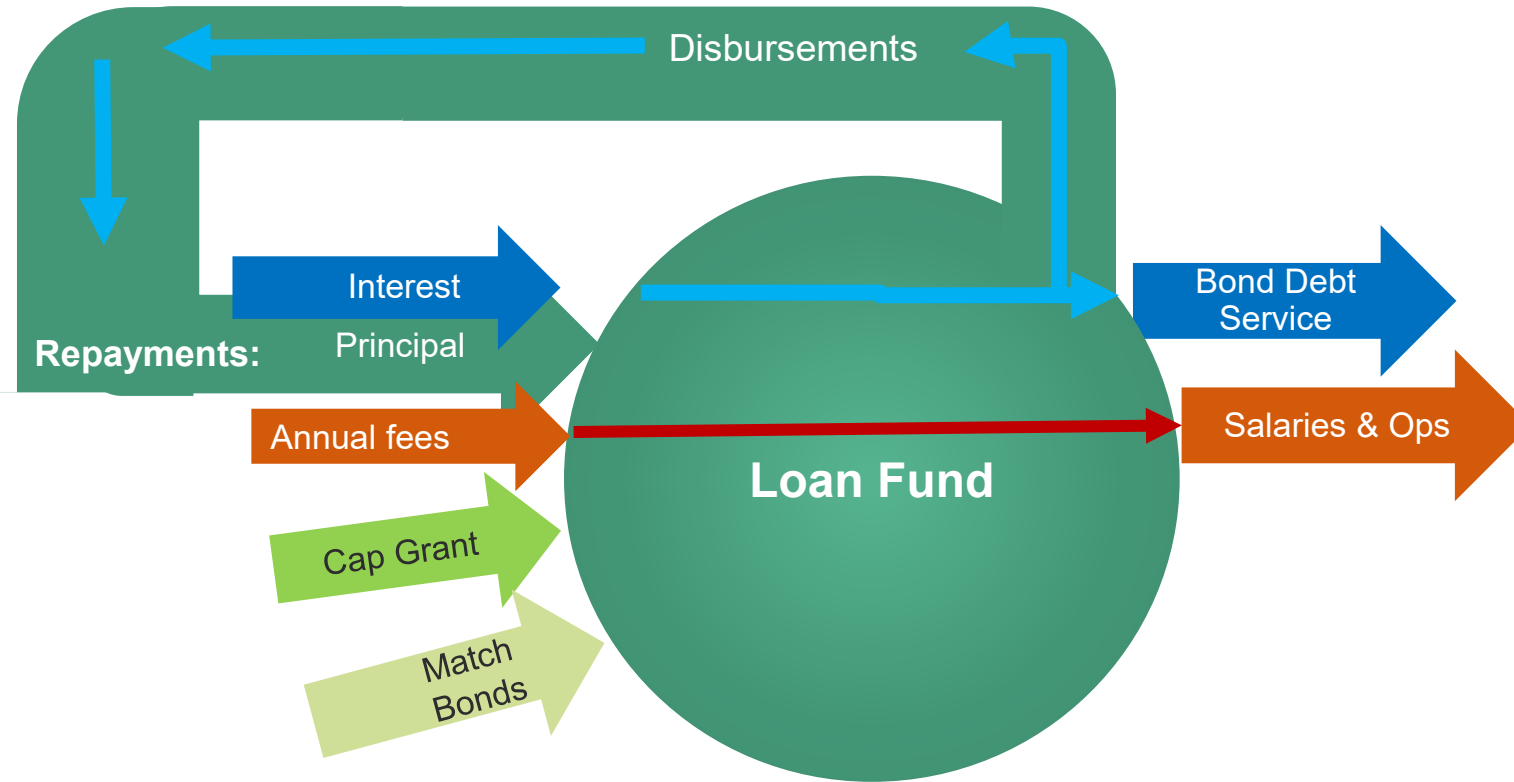 Disbursements
Interest
Bond Debt
Service
Repayments:
Principal
Annual fees
Salaries & Ops
Loan Fund
Cap Grant
Match
Bonds